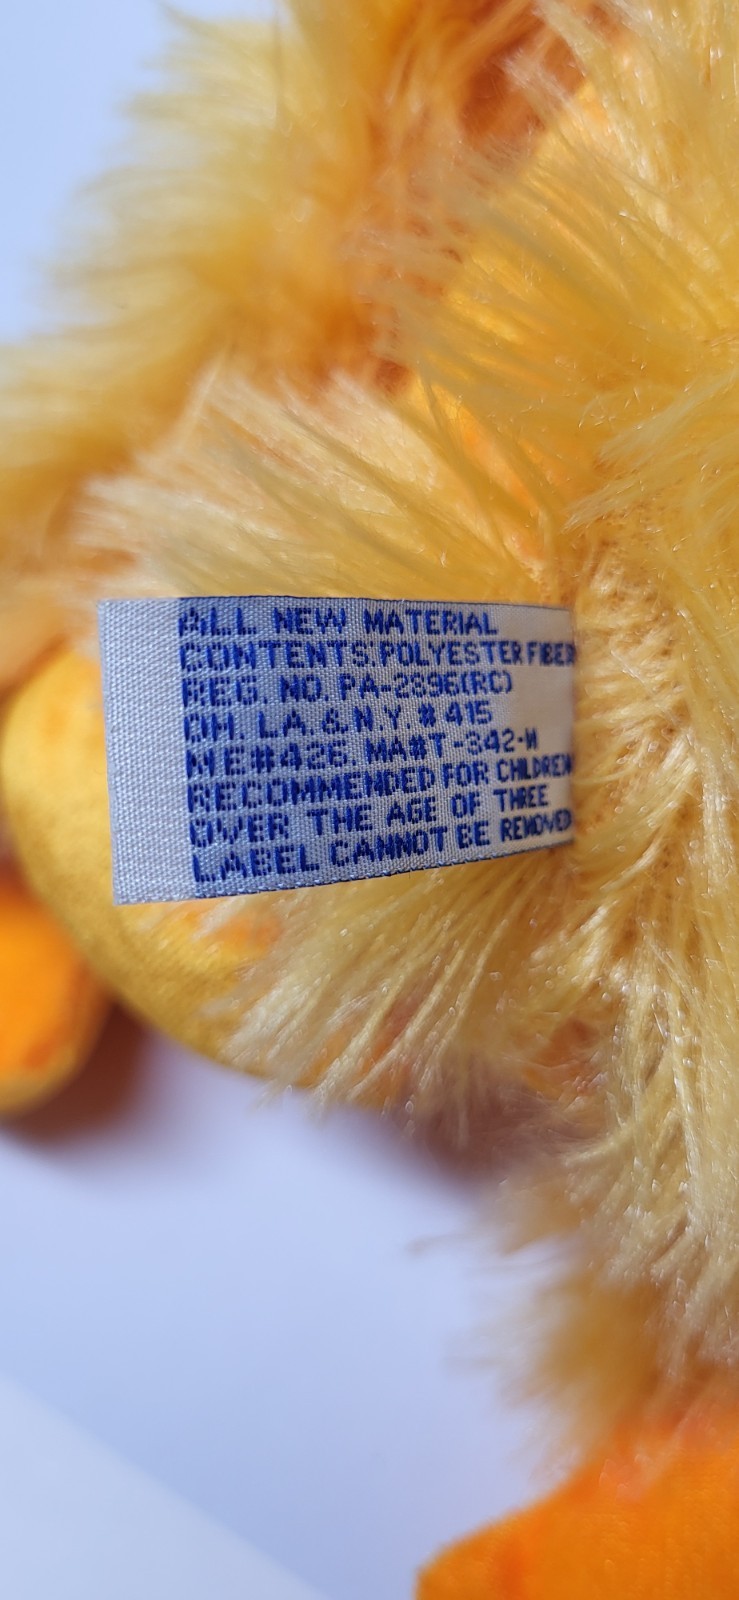 ALL NEW MATERIAL
CONTENTS:POLYESTER FIBERS
REG. NO. PA-2896(RC)
OH. LA. & N.Y. #415
ME#426. MA#T-342-N
RECOMMENDED FOR CHILDREN
OVER THE AGE OF THREE
LABEL CANNOT BE REMOVED